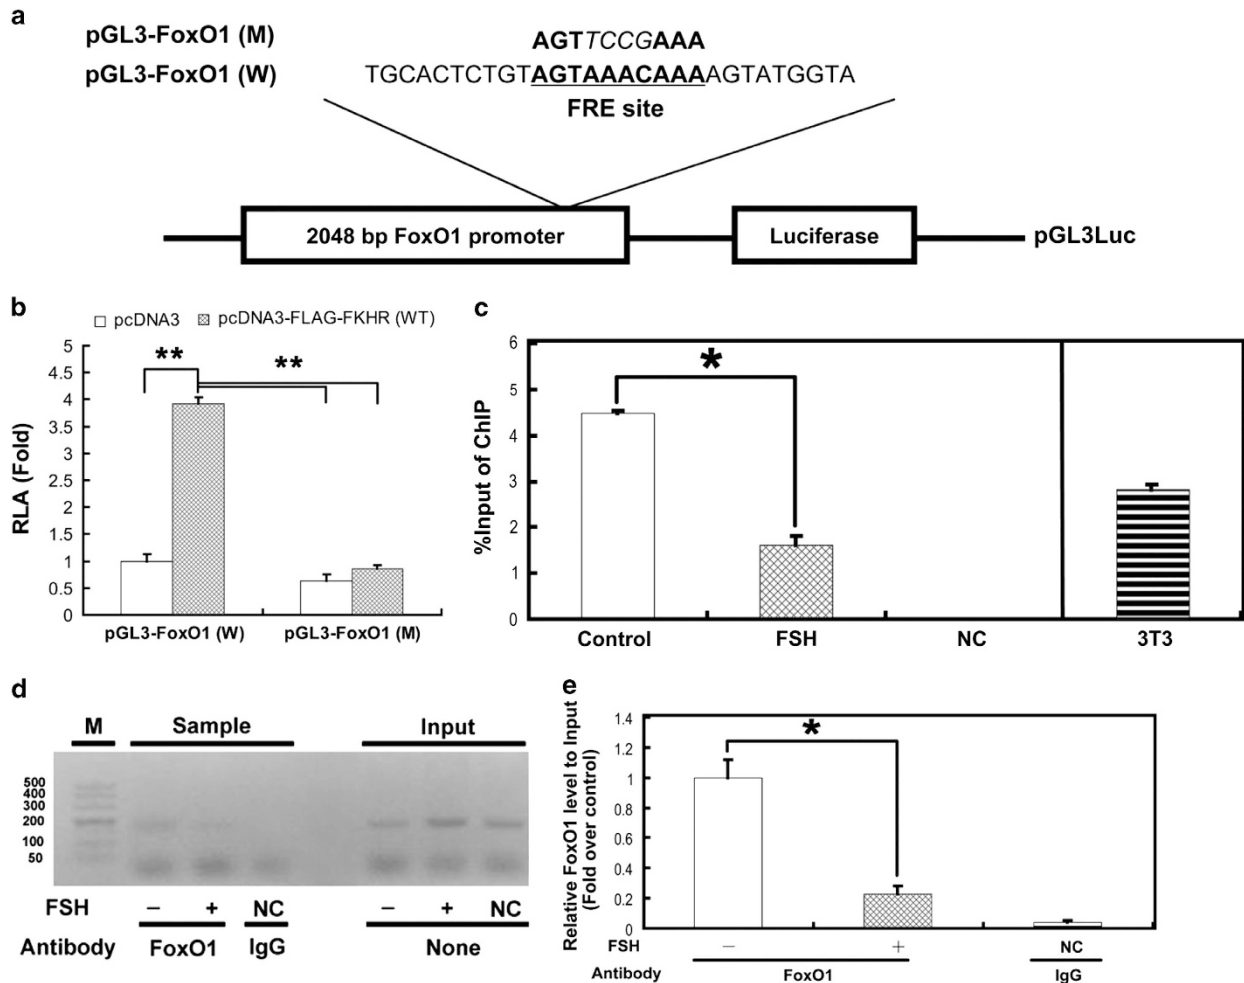 a
pGL3-FoxO1 (M) AGTTCCGAAA
pGL3-FoxO1 (W) TGCACTCTGTAGTAAACAAAAGTATGGTA
FRE site
2048 bp FoxO1 promoter Luciferase pGL3Luc
b
pcDNA3 pcDNA3-FLAG-FKHR (WT)
** **
RLA (Fold)
5
4.5
4
3.5
3
2.5
2
1.5
1
0.5
0
pGL3-FoxO1 (W) pGL3-FoxO1 (M)
c
*
%Input of ChIP
6
5
4
3
2
1
0
Control FSH NC 3T3
d
M Sample Input
500
400
300
200
100
50
FSH – + NC – + NC
Antibody FoxO1 IgG None
e
*
Relative FoxO1 level to Input
(Fold over control)
1.4
1.2
1
0.8
0.6
0.4
0.2
0
FSH – + NC
Antibody FoxO1 IgG